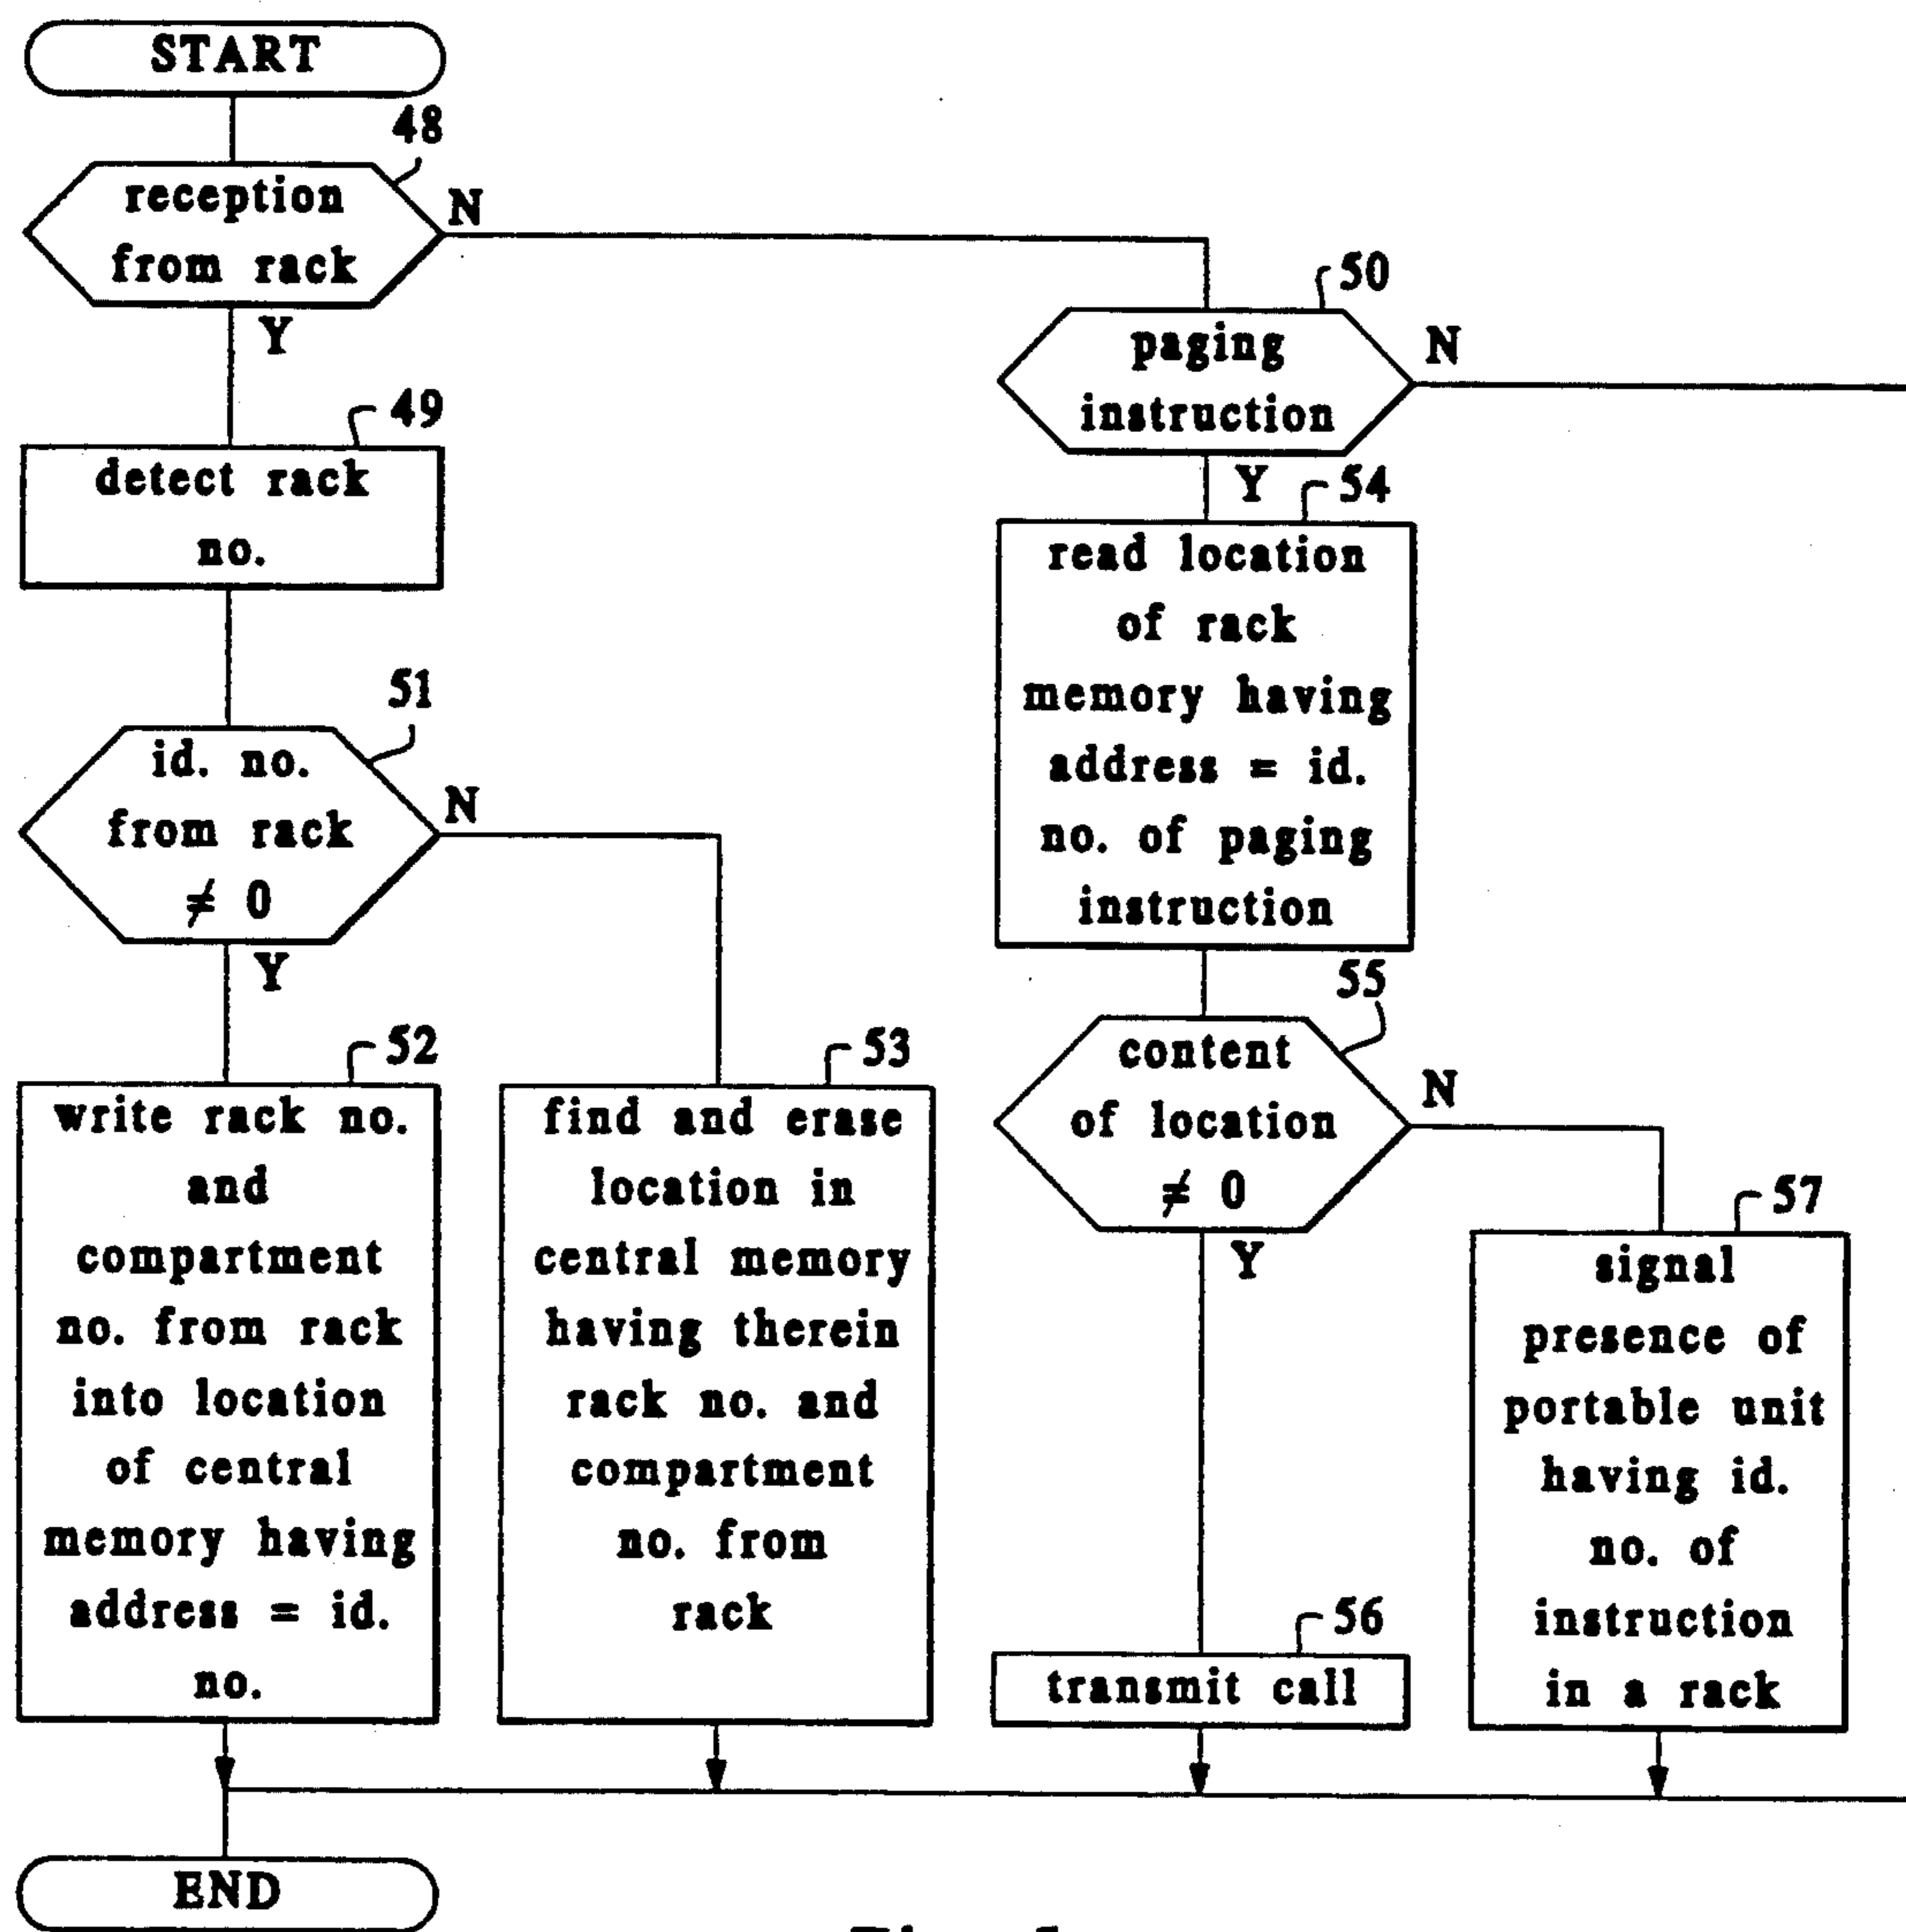 START
48
reception
from rack
N
Y
49
detect rack
no.
51
id. no.
from rack
≠ 0
N
Y
52
write rack no.
and
compartment
no. from rack
into location
of central
memory having
address = id.
no.
53
find and erase
location in
central memory
having therein
rack no. and
compartment
no. from
rack
50
paging
instruction
N
Y
54
read location
of rack
memory having
address = id.
no. of paging
instruction
55
content
of location
≠ 0
N
Y
56
transmit call
57
signal
presence of
portable unit
having id.
no. of
instruction
in a rack
END